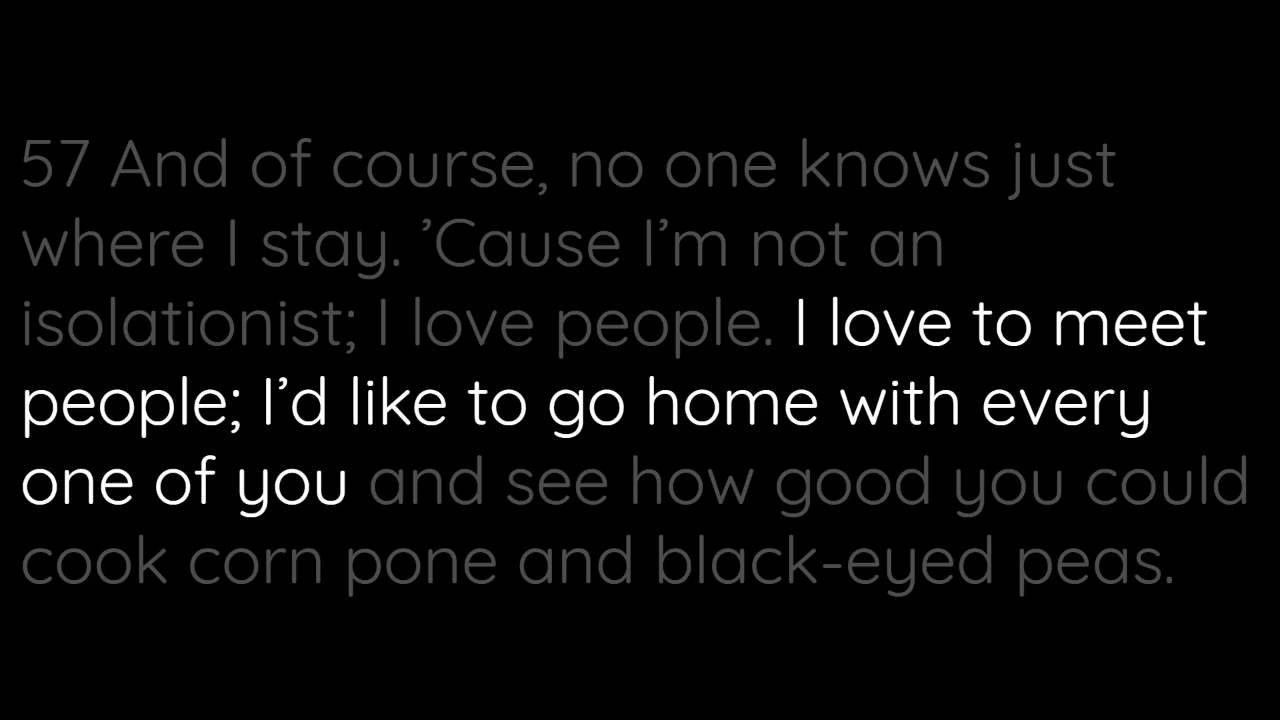 57 And of course, no one knows just
where I stay. ’Cause I’m not an
isolationist; I love people. I love to meet
people; I’d like to go home with every
one of you and see how good you could
cook corn pone and black-eyed peas.